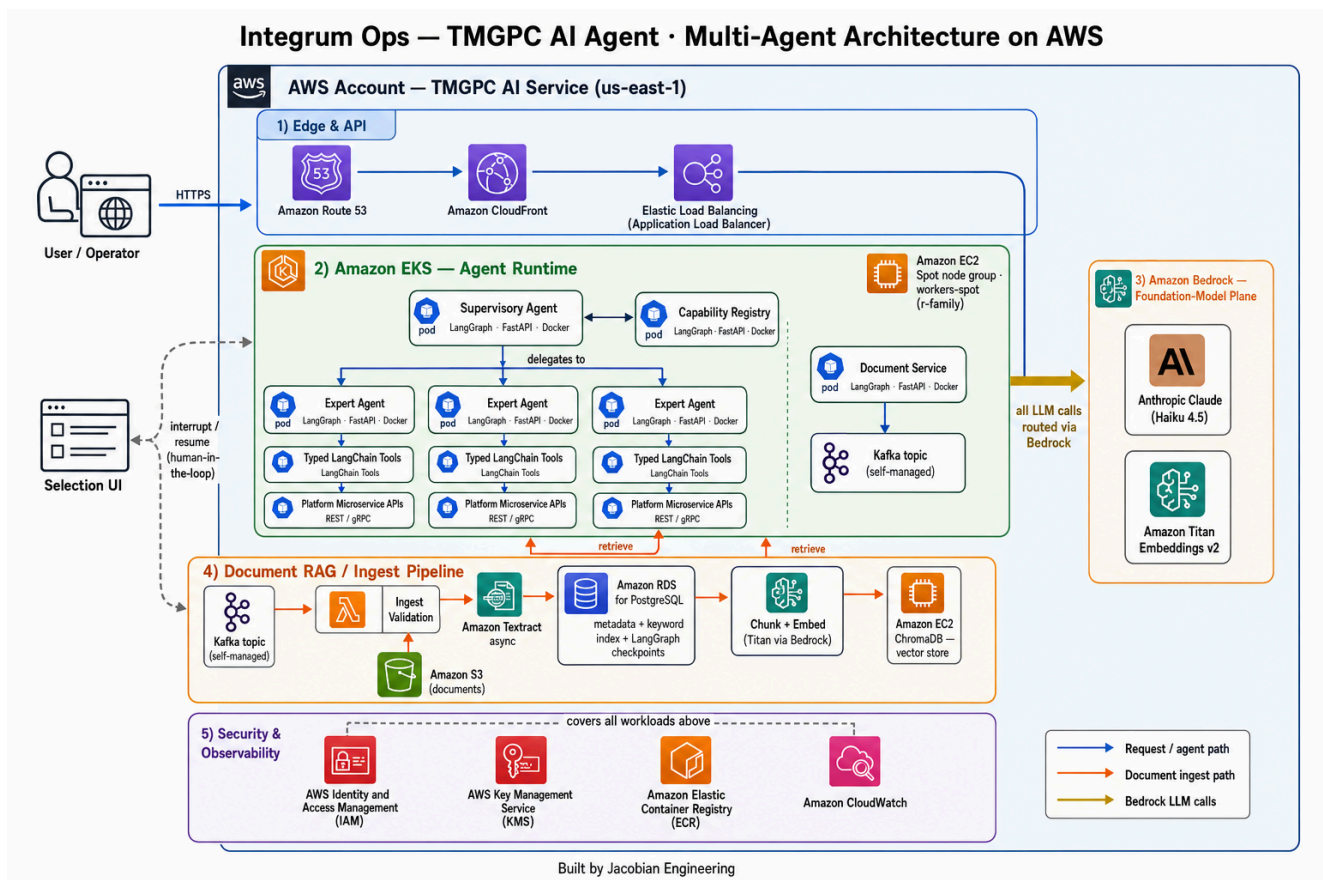 Integrum Ops — TMGPC AI Agent · Multi-Agent Architecture on AWS
aws
AWS Account — TMGPC AI Service (us-east-1)
1) Edge & API
53
Amazon Route 53
Amazon CloudFront
Elastic Load Balancing
(Application Load Balancer)
HTTPS
User / Operator
2) Amazon EKS — Agent Runtime
Amazon EC2
Spot node group ·
workers-spot
(r-family)
pod
Supervisory Agent
LangGraph · FastAPI · Docker
pod
Capability Registry
LangGraph · FastAPI · Docker
delegates to
pod
Expert Agent
LangGraph · FastAPI · Docker
pod
Expert Agent
LangGraph · FastAPI · Docker
pod
Expert Agent
LangGraph · FastAPI · Docker
Typed LangChain Tools
LangChain Tools
Typed LangChain Tools
LangChain Tools
Typed LangChain Tools
LangChain Tools
Platform Microservice APIs
REST / gRPC
Platform Microservice APIs
REST / gRPC
Platform Microservice APIs
REST / gRPC
pod
Document Service
LangGraph · FastAPI · Docker
Kafka topic
(self-managed)
all LLM calls
routed via
Bedrock
3) Amazon Bedrock —
Foundation-Model Plane
A\
Anthropic Claude
(Haiku 4.5)
Amazon Titan
Embeddings v2
Selection UI
interrupt /
resume
(human-in-
the-loop)
retrieve
retrieve
4) Document RAG / Ingest Pipeline
Kafka topic
(self-managed)
Ingest
Validation
Amazon S3
(documents)
Amazon Textract
async
Amazon RDS
for PostgreSQL
metadata + keyword
index + LangGraph
checkpoints
Chunk + Embed
(Titan via Bedrock)
Amazon EC2
ChromaDB —
vector store
5) Security &
Observability
covers all workloads above
AWS Identity and
Access Management
(IAM)
AWS Key Management
Service
(KMS)
Amazon Elastic
Container Registry
(ECR)
Amazon CloudWatch
Request / agent path
Document ingest path
Bedrock LLM calls
Built by Jacobian Engineering